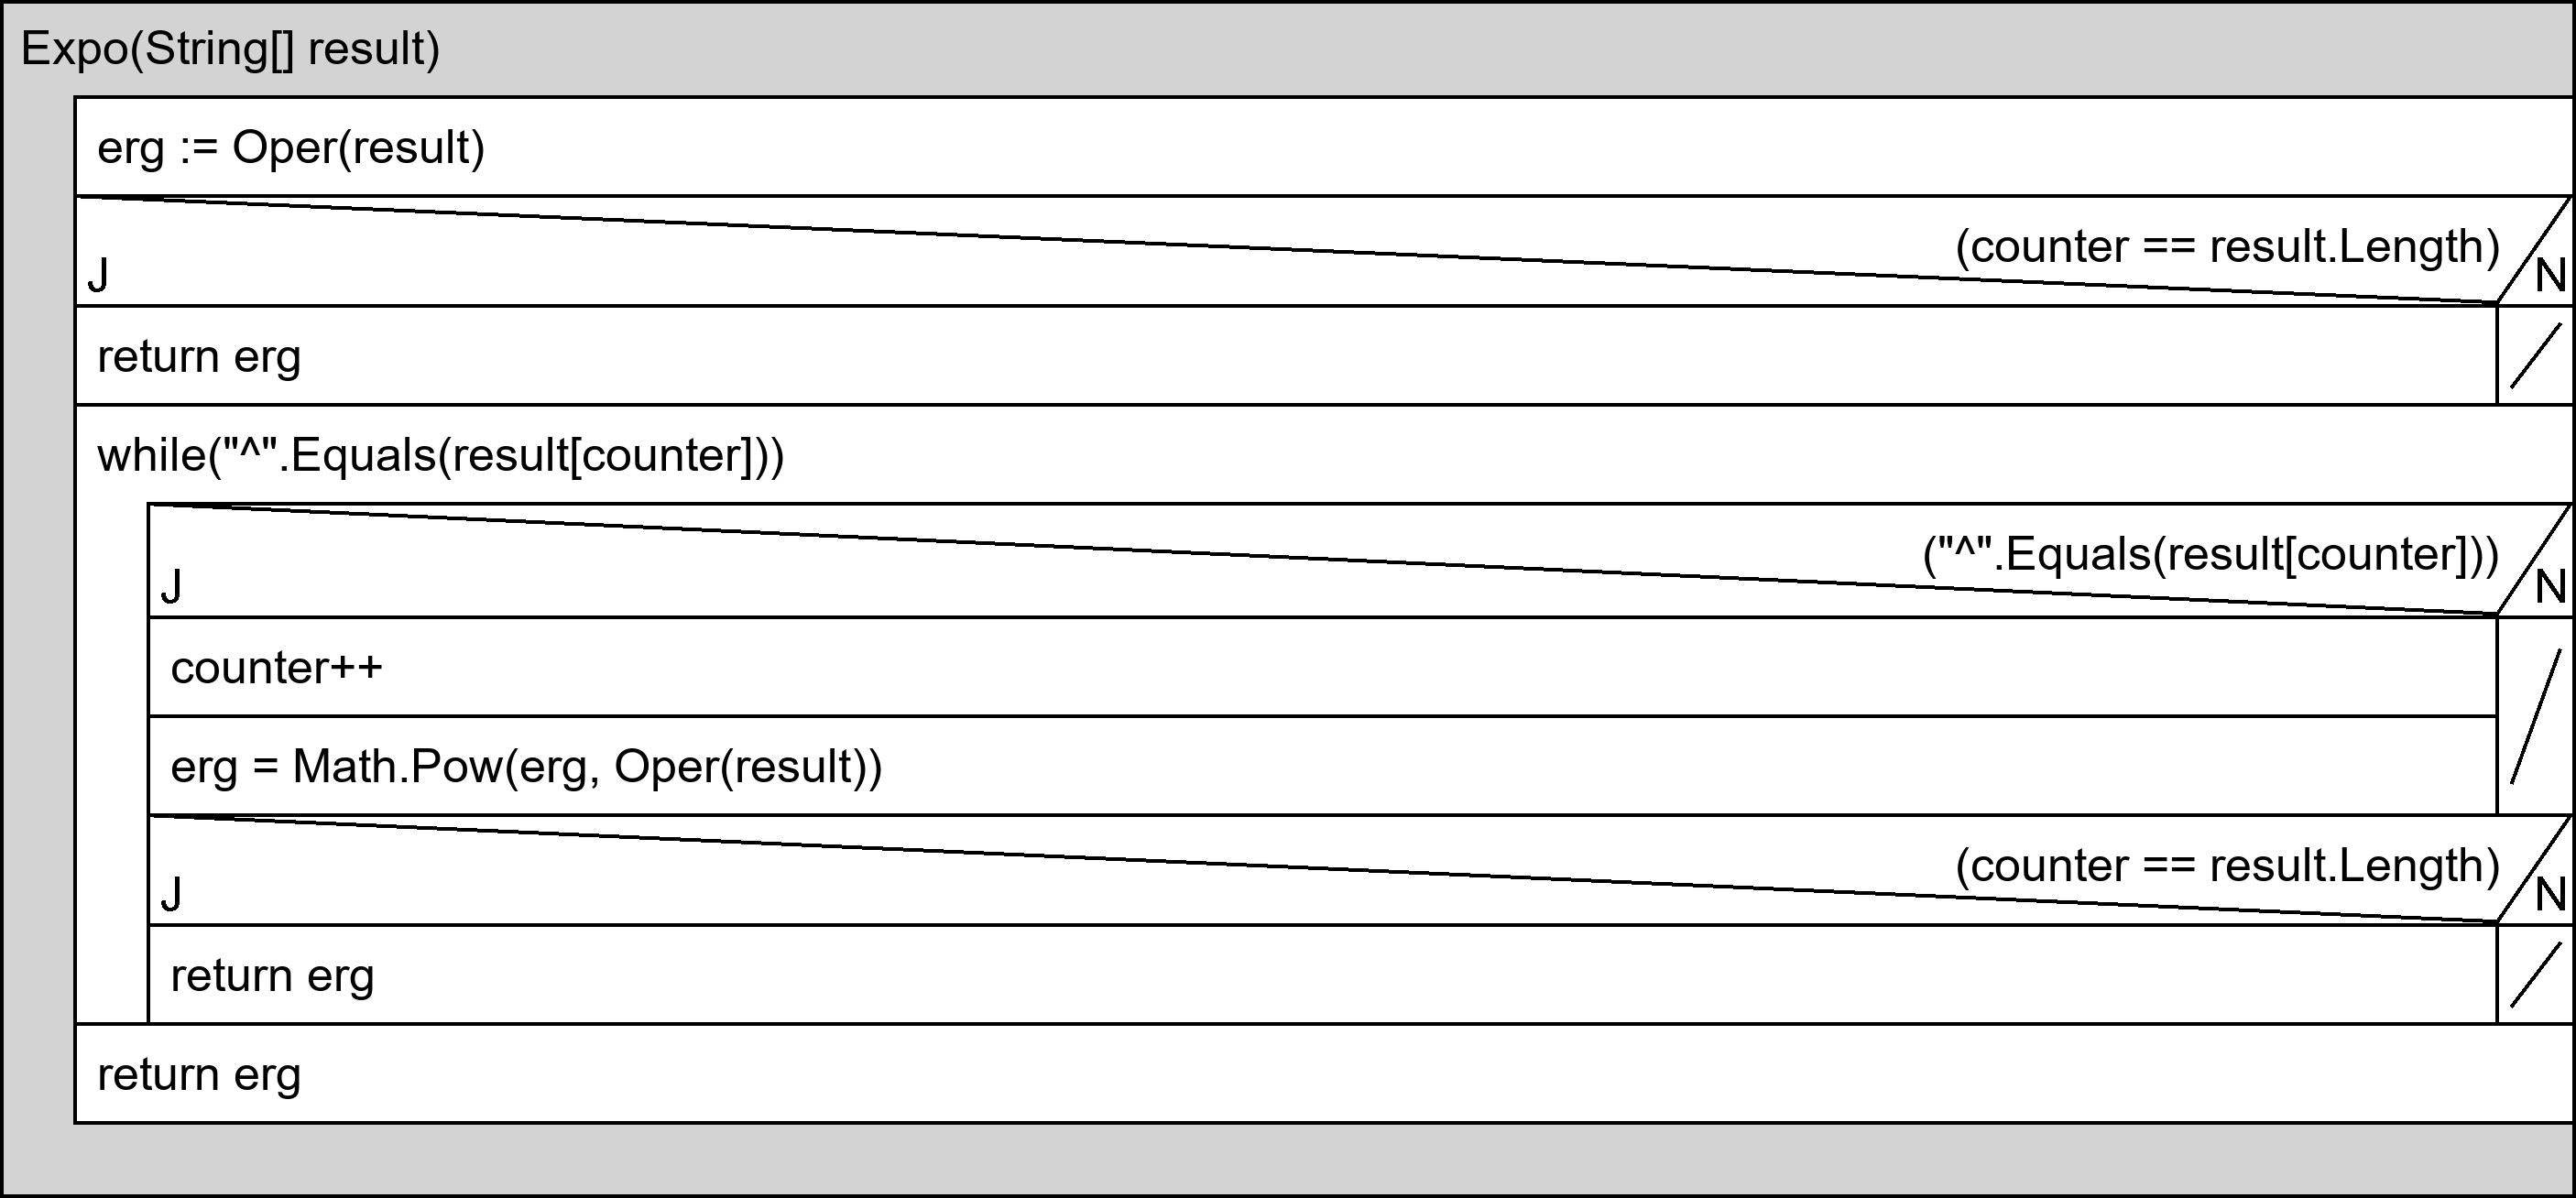 Expo(String[] result)
erg := Oper(result)
(counter == result.Length)
J
N
return erg
while("^".Equals(result[counter]))
("^".Equals(result[counter]))
J
N
counter++
erg = Math.Pow(erg, Oper(result))
(counter == result.Length)
J
N
return erg
return erg